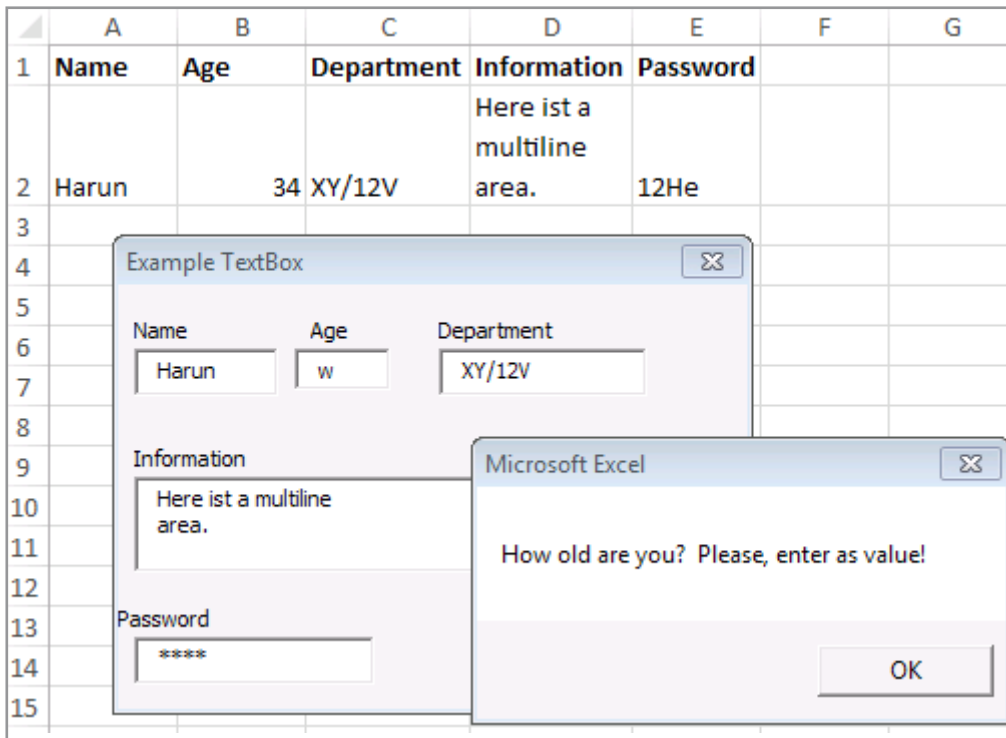 A B C D E F G
1 Name Age Department Information Password
Here ist a
multiline
2 Harun 34 XY/12V area. 12He
3
4 Example TextBox
5
6 Name Age Department
7 Harun w XY/12V
8
9 Information Microsoft Excel
10 Here ist a multiline
area.
11 How old are you? Please, enter as value!
12
13 Password
14 **** OK
15